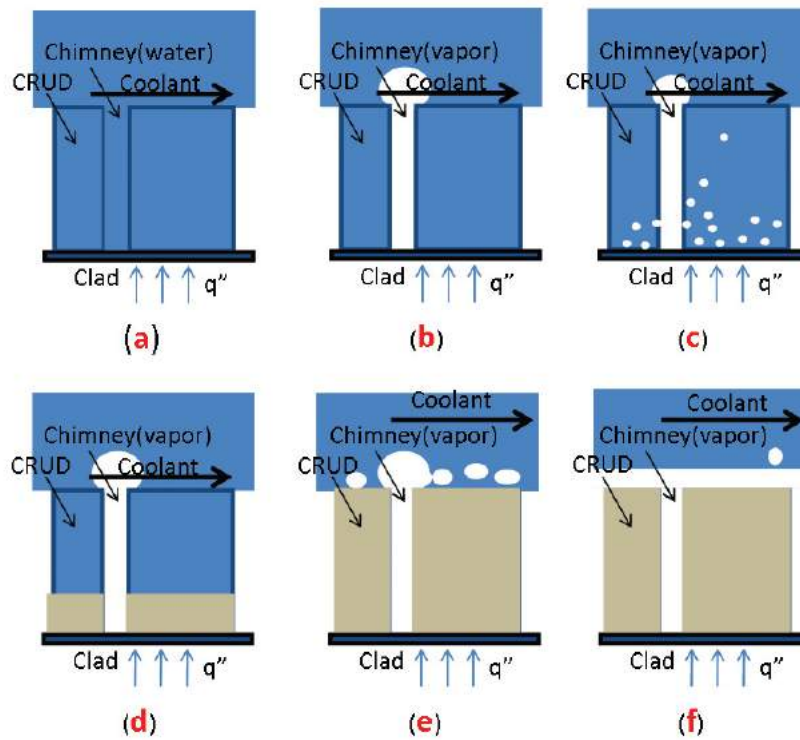 Chimney(water)
CRUD
Coolant
Clad
q”
(a)
Chimney(vapor)
CRUD
Coolant
Clad
q”
(b)
Chimney(vapor)
CRUD
Coolant
Clad
q”
(c)
Chimney(vapor)
CRUD
Coolant
Clad
q”
(d)
Coolant
Chimney(vapor)
CRUD
Clad
q”
(e)
Coolant
Chimney(vapor)
CRUD
Clad
q”
(f)